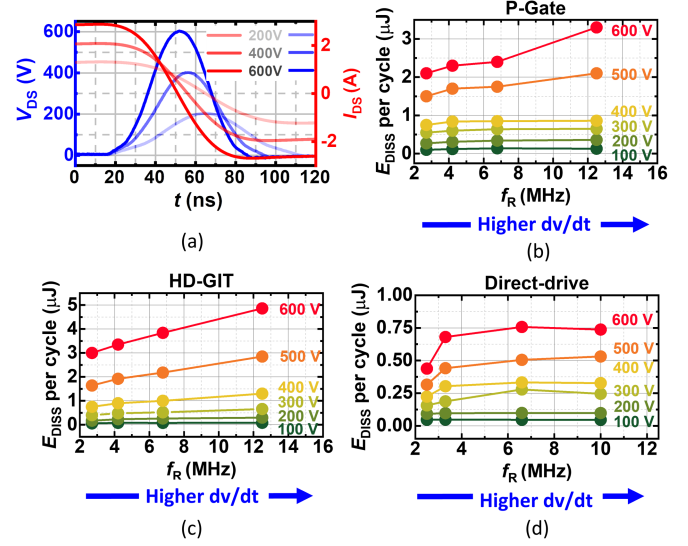 (a)
600
400
200
0
V_DS (V)
200V
400V
600V
2
0
-2
I_DS (A)
0 20 40 60 80 100 120
t (ns)
(a)
P-Gate
E_DISS per cycle (μJ)
3
2
1
0
600 V
500 V
400 V
300 V
200 V
100 V
2 4 6 8 10 12 14 16
f_R (MHz)
Higher dv/dt
(b)
HD-GIT
E_DISS per cycle (μJ)
5
4
3
2
1
0
600 V
500 V
400 V
300 V
200 V
100 V
2 4 6 8 10 12 14 16
f_R (MHz)
Higher dv/dt
(c)
Direct-drive
E_DISS per cycle (μJ)
1.00
0.75
0.50
0.25
0.00
600 V
500 V
400 V
300 V
200 V
100 V
2 4 6 8 10 12
f_R (MHz)
Higher dv/dt
(d)